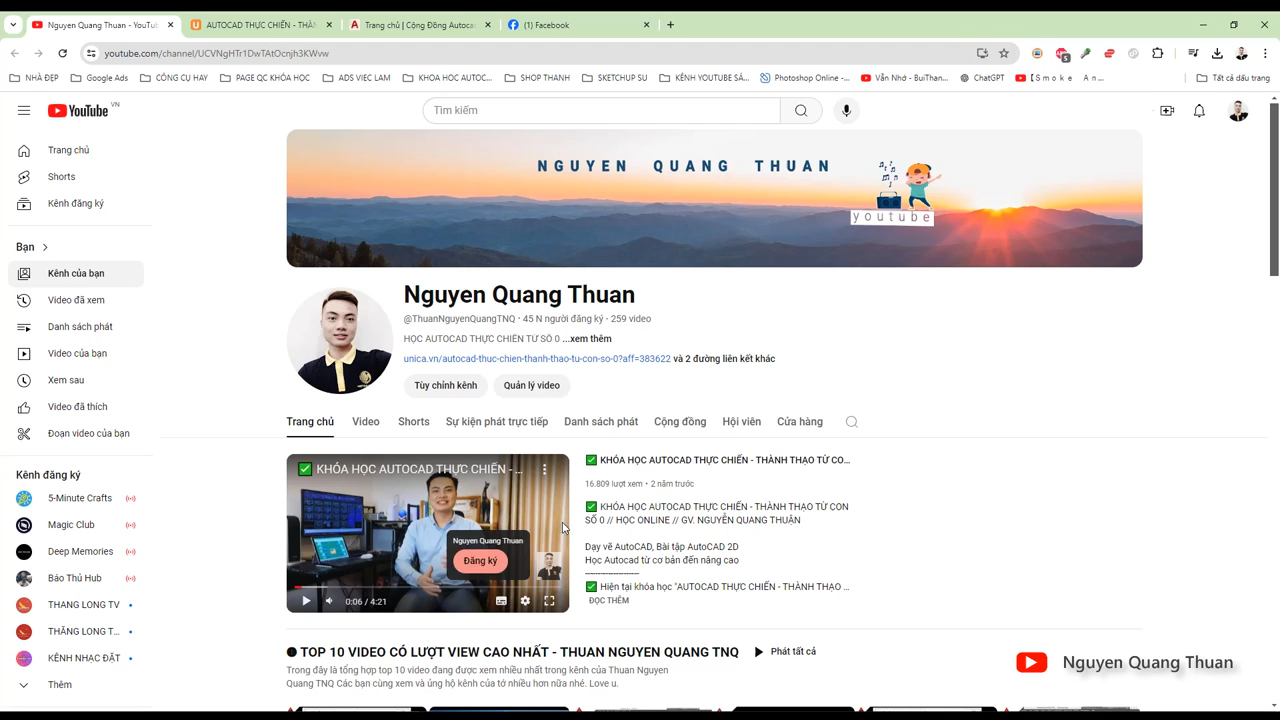 Nguyen Quang Thuan - YouTub
AUTOCAD THỰC CHIẾN - THÀN
Trang chủ | Cộng Đồng Autocad
(1) Facebook
youtube.com/channel/UCVNgHTr1DwTAtOcnjh3KWvw
NHÀ ĐẸP
Google Ads
CÔNG CỤ HAY
PAGE QC KHÓA HỌC
ADS VIEC LAM
KHOA HOC AUTOC...
SHOP THANH
SKETCHUP SU
KÊNH YOUTUBE SÁ...
Photoshop Online -...
Vẫn Nhớ - BuiThan...
ChatGPT
【S m o k e A n...
Tất cả dấu trang
YouTube VN
Tìm kiếm
Trang chủ
Shorts
Kênh đăng ký
Bạn
Kênh của bạn
Video đã xem
Danh sách phát
Video của bạn
Xem sau
Video đã thích
Đoạn video của bạn
Kênh đăng ký
5-Minute Crafts
Magic Club
Deep Memories
Báo Thủ Hub
THANG LONG TV
THĂNG LONG T...
KÊNH NHẠC ĐẶT
Thêm
NGUYEN QUANG THUAN
youtube
Nguyen Quang Thuan
@ThuanNguyenQuangTNQ • 45 N người đăng ký • 259 video
HỌC AUTOCAD THỰC CHIẾN TỪ SỐ 0 ...xem thêm
unica.vn/autocad-thuc-chien-thanh-thao-tu-con-so-0?aff=383622 và 2 đường liên kết khác
Tùy chỉnh kênh
Quản lý video
Trang chủ
Video
Shorts
Sự kiện phát trực tiếp
Danh sách phát
Cộng đồng
Hội viên
Cửa hàng
✅ KHÓA HỌC AUTOCAD THỰC CHIẾN - ...
Nguyen Quang Thuan
Đăng ký
0:06 / 4:21
✅ KHÓA HỌC AUTOCAD THỰC CHIẾN - THÀNH THẠO TỪ CO...
16.809 lượt xem • 2 năm trước
✅ KHÓA HỌC AUTOCAD THỰC CHIẾN - THÀNH THẠO TỪ CON
SỐ 0 // HỌC ONLINE // GV. NGUYỄN QUANG THUẬN
Dạy vẽ AutoCAD, Bài tập AutoCAD 2D
Học Autocad từ cơ bản đến nâng cao
--------------------
✅ Hiện tại khóa học "AUTOCAD THỰC CHIẾN - THÀNH THẠO ...
ĐỌC THÊM
❶ TOP 10 VIDEO CÓ LƯỢT VIEW CAO NHẤT - THUAN NGUYEN QUANG TNQ
Phát tất cả
Trong đây là tổng hợp top 10 video đang được xem nhiều nhất trong kênh của Thuan Nguyen
Quang TNQ Các bạn cùng xem và ủng hộ kênh của tớ nhiều hơn nữa nhé. Love u.
Nguyen Quang Thuan